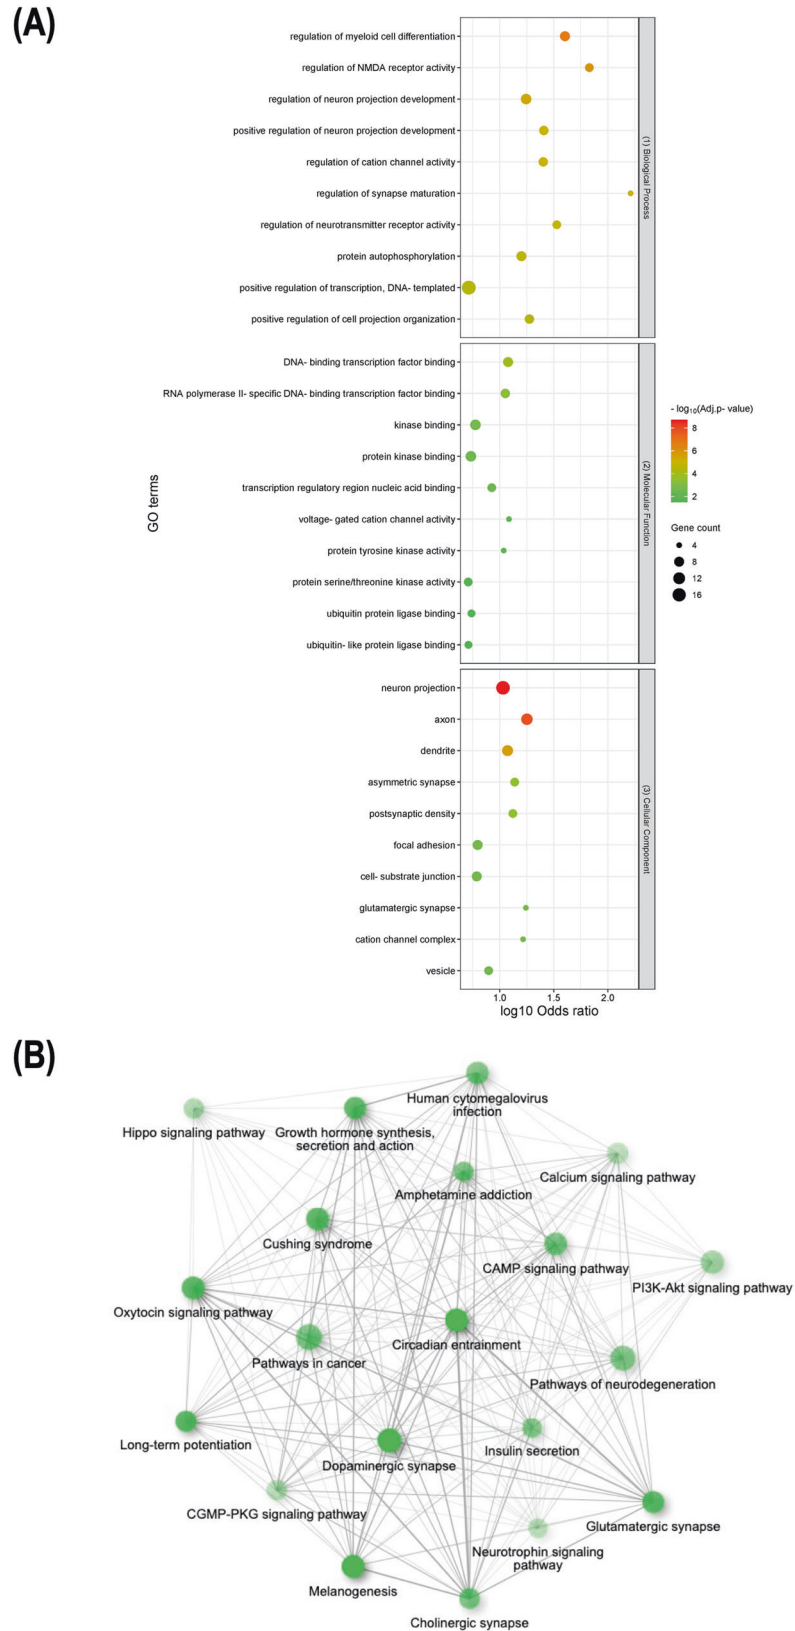 (A)
regulation of myeloid cell differentiation
regulation of NMDA receptor activity
regulation of neuron projection development
positive regulation of neuron projection development
regulation of cation channel activity
regulation of synapse maturation
regulation of neurotransmitter receptor activity
protein autophosphorylation
positive regulation of transcription, DNA- templated
positive regulation of cell projection organization
(1) Biological Process
DNA- binding transcription factor binding
RNA polymerase II- specific DNA- binding transcription factor binding
kinase binding
protein kinase binding
transcription regulatory region nucleic acid binding
voltage- gated cation channel activity
protein tyrosine kinase activity
protein serine/threonine kinase activity
ubiquitin protein ligase binding
ubiquitin- like protein ligase binding
(2) Molecular Function
GO terms
neuron projection
axon
dendrite
asymmetric synapse
postsynaptic density
focal adhesion
cell- substrate junction
glutamatergic synapse
cation channel complex
vesicle
(3) Cellular Component
1.0 1.5 2.0
log10 Odds ratio
- log10(Adj.p- value)
8
6
4
2
Gene count
4
8
12
16
(B)
Human cytomegalovirus
infection
Hippo signaling pathway
Growth hormone synthesis,
secretion and action
Calcium signaling pathway
Amphetamine addiction
Cushing syndrome
CAMP signaling pathway
PI3K-Akt signaling pathway
Oxytocin signaling pathway
Circadian entrainment
Pathways in cancer
Pathways of neurodegeneration
Long-term potentiation
Insulin secretion
Dopaminergic synapse
CGMP-PKG signaling pathway
Glutamatergic synapse
Neurotrophin signaling
pathway
Melanogenesis
Cholinergic synapse